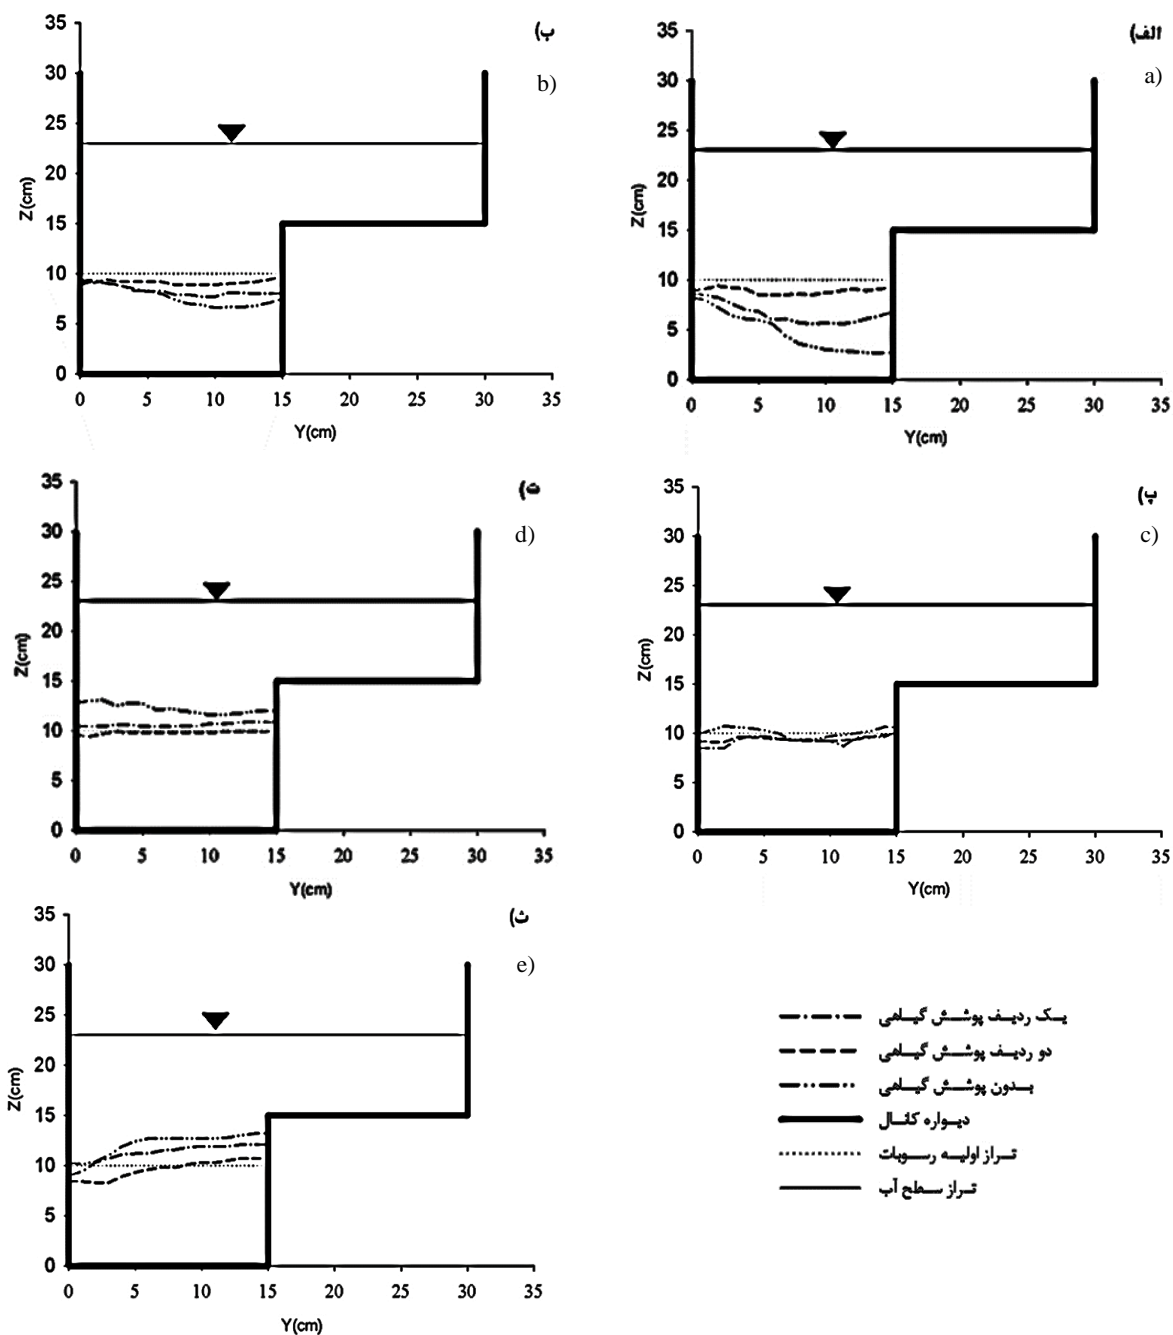 الف)
a)
35
30
25
20
15
10
5
0
Z(cm)
0 5 10 15 20 25 30 35
Y(cm)
ب)
b)
35
30
25
20
15
10
5
0
Z(cm)
0 5 10 15 20 25 30 35
Y(cm)
پ)
c)
35
30
25
20
15
10
5
0
Z(cm)
0 5 10 15 20 25 30 35
Y(cm)
ت)
d)
35
30
25
20
15
10
5
0
Z(cm)
0 5 10 15 20 25 30 35
Y(cm)
ث)
e)
35
30
25
20
15
10
5
0
Z(cm)
0 5 10 15 20 25 30 35
Y(cm)
یک ردیف پوشش گیاهی
دو ردیف پوشش گیاهی
بدون پوشش گیاهی
دیواره کانال
تراز اولیه رسوبات
تراز سطح آب